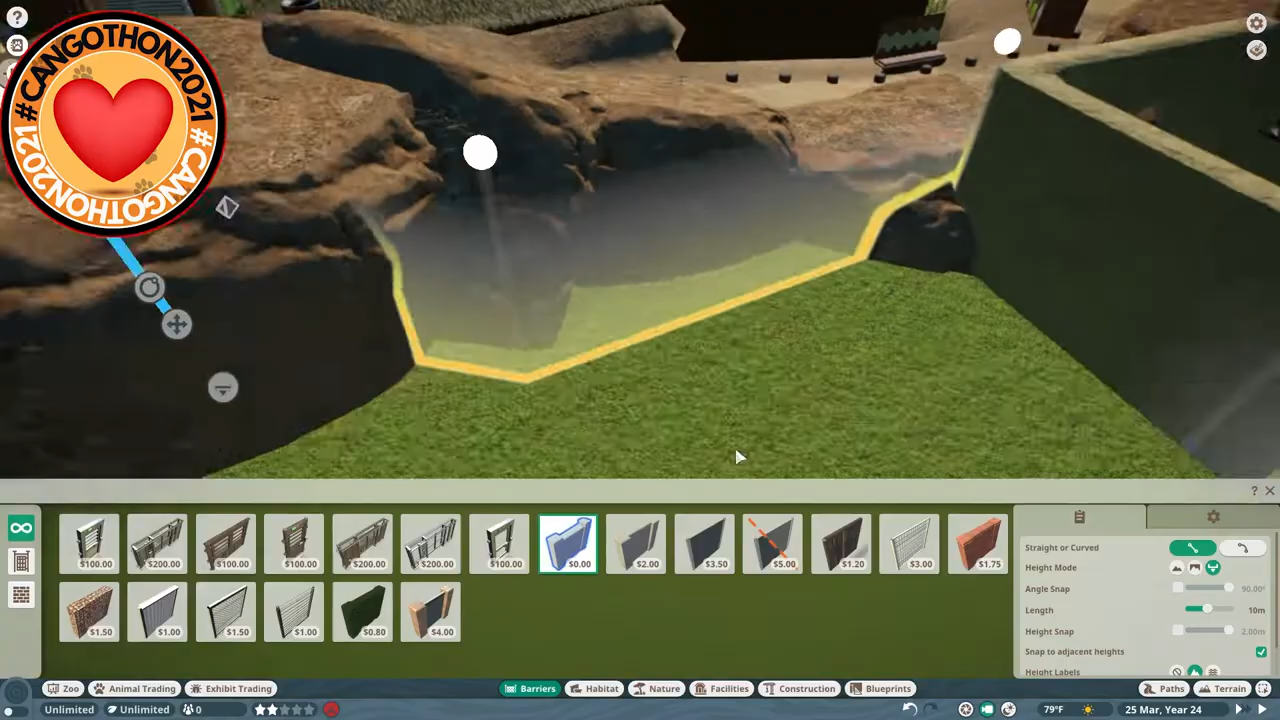 #CANGOTHON2021
#CANGOTHON2021
?
? ×
$100.00 $200.00 $100.00 $100.00 $200.00 $200.00 $100.00 $0.00 $2.00 $3.50 $5.00 $1.20 $3.00 $1.75
$1.50 $1.00 $1.50 $1.00 $0.80 $4.00
Straight or Curved
Height Mode
Angle Snap 90.00°
Length 10m
Height Snap 2.00m
Snap to adjacent heights
Height Labels
Zoo Animal Trading Exhibit Trading Barriers Habitat Nature Facilities Construction Blueprints Paths Terrain
Unlimited Unlimited 0 79°F 25 Mar, Year 24